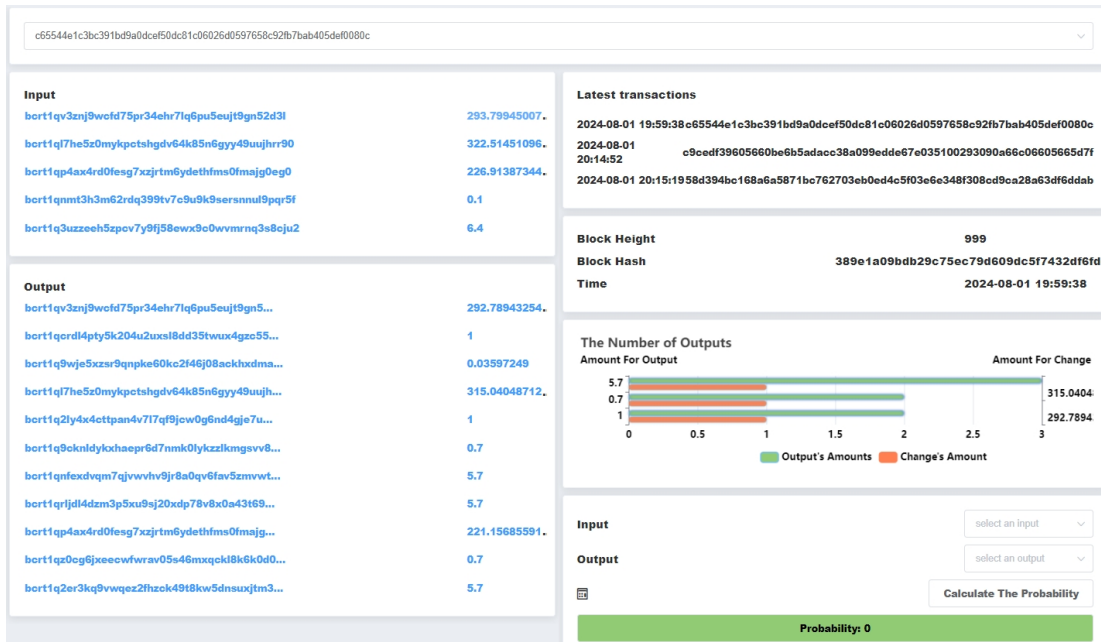 c65544e1c3bc391bd9a0dcef50dc81c06026d0597658c92fb7bab405def0080c
Input
bcrt1qv3znj9wcfd75pr34ehr7lq6pu5eujt9gn52d3l 293.79945007..
bcrt1ql7he5z0mykpctshgdv64k85n6gyy49uujhrr90 322.51451096..
bcrt1qp4ax4rd0fesg7xzjrtm6ydethfms0fmajg0eg0 226.91387344..
bcrt1qnmt3h3m62rdq399tv7c9u9k9sersnnul9pqr5f 0.1
bcrt1q3uzzeeh5zpcv7y9fj58ewx9c0wvmrnq3s8cju2 6.4
Output
bcrt1qv3znj9wcfd75pr34ehr7lq6pu5eujt9gn5... 292.78943254..
bcrt1qcrdl4pty5k204u2uxsl8dd35twux4gzc55... 1
bcrt1q9wje5xzsr9qnpke60kc2f46j08ackhxdma... 0.03597249
bcrt1ql7he5z0mykpctshgdv64k85n6gyy49uujh... 315.04048712..
bcrt1q2ly4x4cttpan4v7l7qf9jcw0g6nd4gje7u... 1
bcrt1q9cknldykxhaepr6d7nmk0lykzzlkmgsvv8... 0.7
bcrt1qnfexdvqm7qjvwvhv9jr8a0qv6fav5zmvwt... 5.7
bcrt1qrljdl4dzm3p5xu9sj20xdp78v8x0a43t69... 5.7
bcrt1qp4ax4rd0fesg7xzjrtm6ydethfms0fmajg... 221.15685591..
bcrt1qz0cg6jxeecwfwrav05s46mxqckl8k6k0d0... 0.7
bcrt1q2er3kq9vwqez2fhzck49t8kw5dnsuxjtm3... 5.7
Latest transactions
2024-08-01 19:59:38 c65544e1c3bc391bd9a0dcef50dc81c06026d0597658c92fb7bab405def0080c
2024-08-01
20:14:52 c9cedf39605660be6b5adacc38a099edde67e035100293090a66c06605665d7f
2024-08-01 20:15:19 58d394bc168a6a5871bc762703eb0ed4c5f03e6e348f308cd9ca28a63df6ddab
Block Height 999
Block Hash 389e1a09bdb29c75ec79d609dc5f7432df6fd
Time 2024-08-01 19:59:38
The Number of Outputs
Amount For Output Amount For Change
5.7
0.7 315.0404
1 292.7894
0 0.5 1 1.5 2 2.5 3
Output's Amounts Change's Amount
Input select an input
Output select an output
Calculate The Probability
Probability: 0